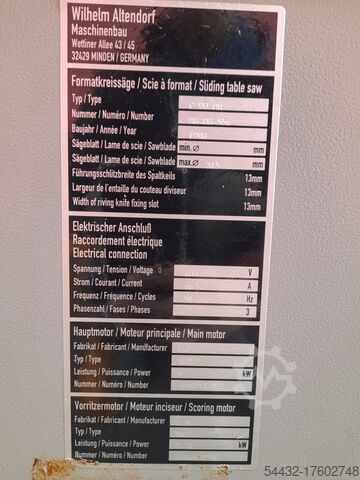 Wilhelm Altendorf
Maschinenbau
Wettiner Allee 43 / 45
32429 MINDEN / GERMANY
Formatkreissäge / Scie à format / Sliding table saw
Typ / Type
Nummer / Numéro / Number
Baujahr / Année / Year
Sägeblatt / Lame de scie / Sawblade min. Ø mm
Sägeblatt / Lame de scie / Sawblade max. Ø 315 mm
Führungsschlitzbreite des Spaltkeils 13mm
Largeur de l'entaille du couteau diviseur 13mm
Width of riving knife fixing slot 13mm
Elektrischer Anschluß
Raccordement électrique
Electrical connection
Spannung / Tension / Voltage V
Strom / Courant / Current A
Frequenz / Fréquence / Cycles Hz
Phasenzahl / Fases / Phases 3
Hauptmotor / Moteur principale / Main motor
Fabrikat / Fabricant / Manufacturer
Typ / Type
Leistung / Puissance / Power kW
Nummer / Numéro / Number
Vorritzermotor / Moteur inciseur / Scoring motor
Fabrikat / Fabricant / Manufacturer
Typ / Type
Leistung / Puissance / Power kW
Nummer / Numéro / Number
54432-17602748